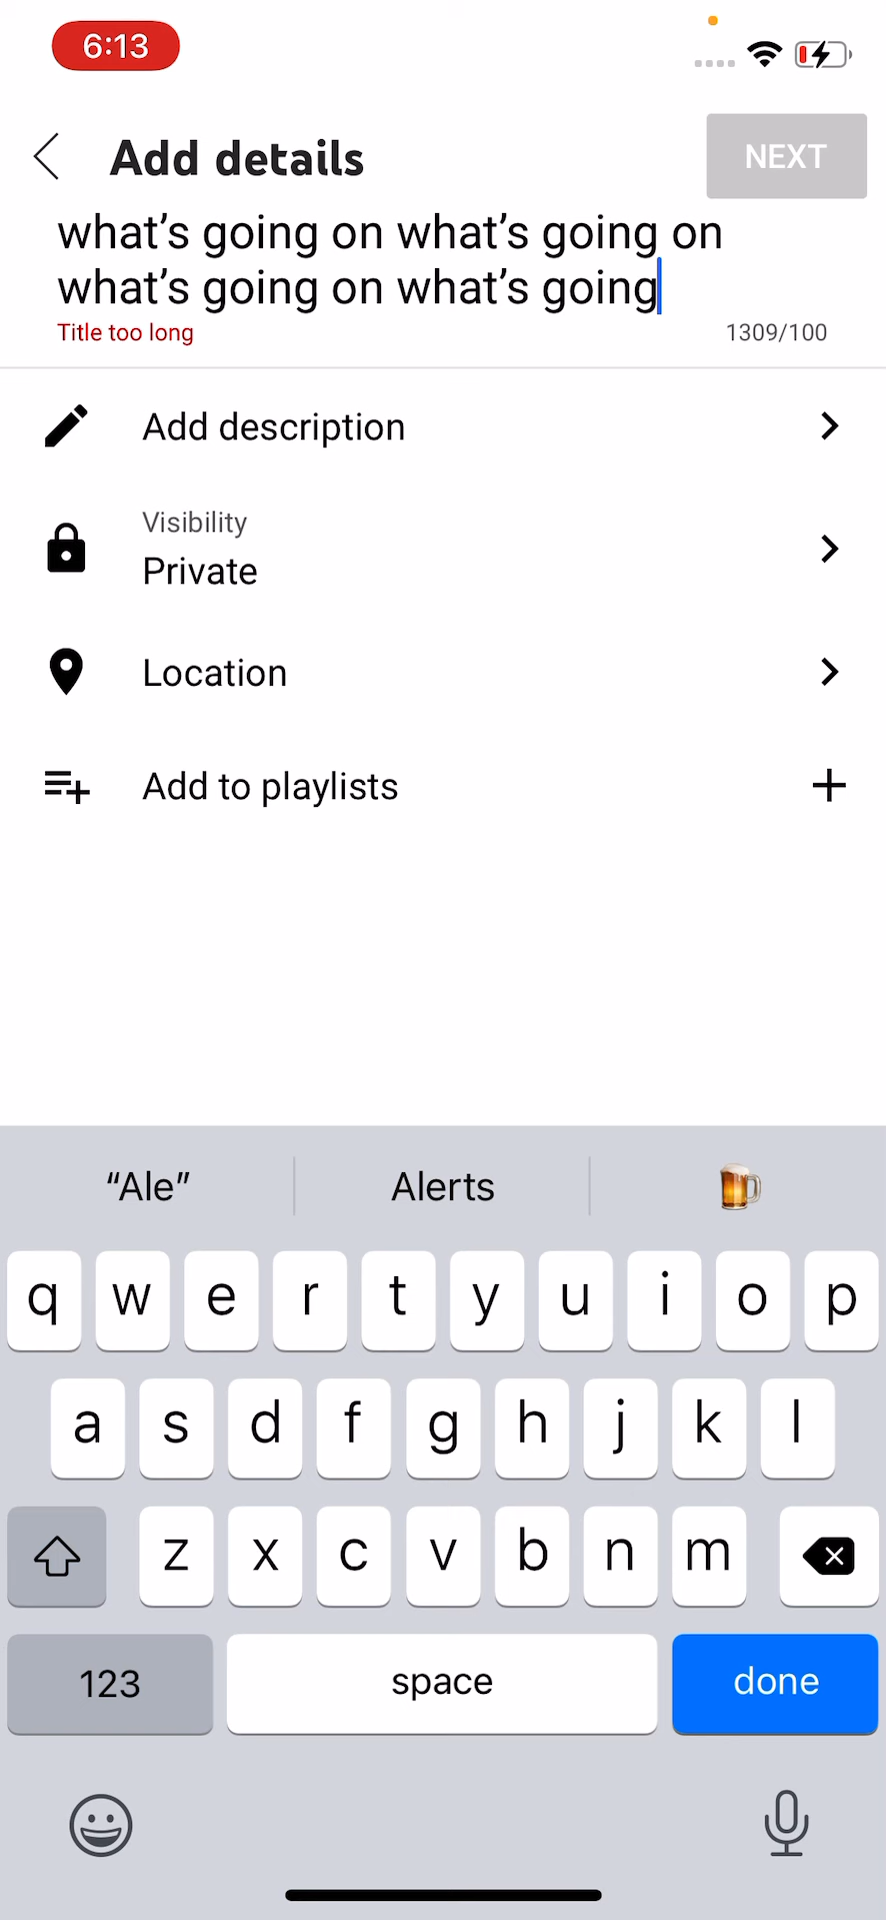 6:13
Add details
NEXT
what’s going on what’s going on
what’s going on what’s going
Title too long
1309/100
Add description
Visibility
Private
Location
Add to playlists
“Ale”
Alerts
q w e r t y u i o p
a s d f g h j k l
z x c v b n m
123
space
done